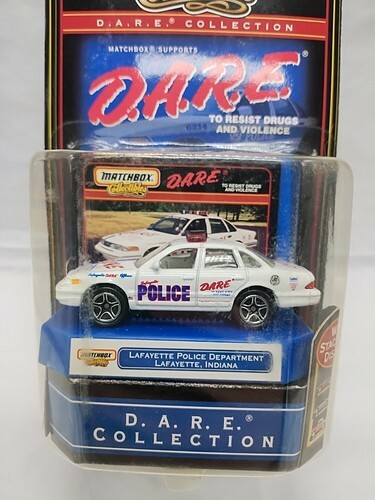 D.A.R.E.® COLLECTION
MATCHBOX® SUPPORTS
D.A.R.E.®
TO RESIST DRUGS
AND VIOLENCE
MATCHBOX
Collectibles
D.A.R.E.
TO RESIST DRUGS
AND VIOLENCE
POLICE
DARE
MATCHBOX
LAFAYETTE POLICE DEPARTMENT
LAFAYETTE, INDIANA
D. A. R. E.®
COLLECTION